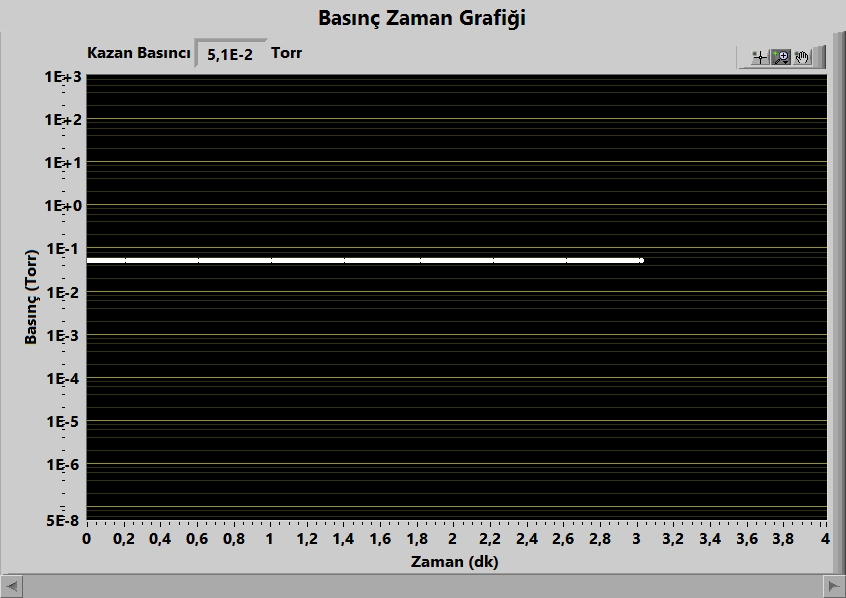 Basınç Zaman Grafiği
Kazan Basıncı 5,1E-2 Torr
1E+3
1E+2
1E+1
1E+0
1E-1
1E-2
1E-3
1E-4
1E-5
1E-6
5E-8
Basınç (Torr)
0 0,2 0,4 0,6 0,8 1 1,2 1,4 1,6 1,8 2 2,2 2,4 2,6 2,8 3 3,2 3,4 3,6 3,8 4
Zaman (dk)